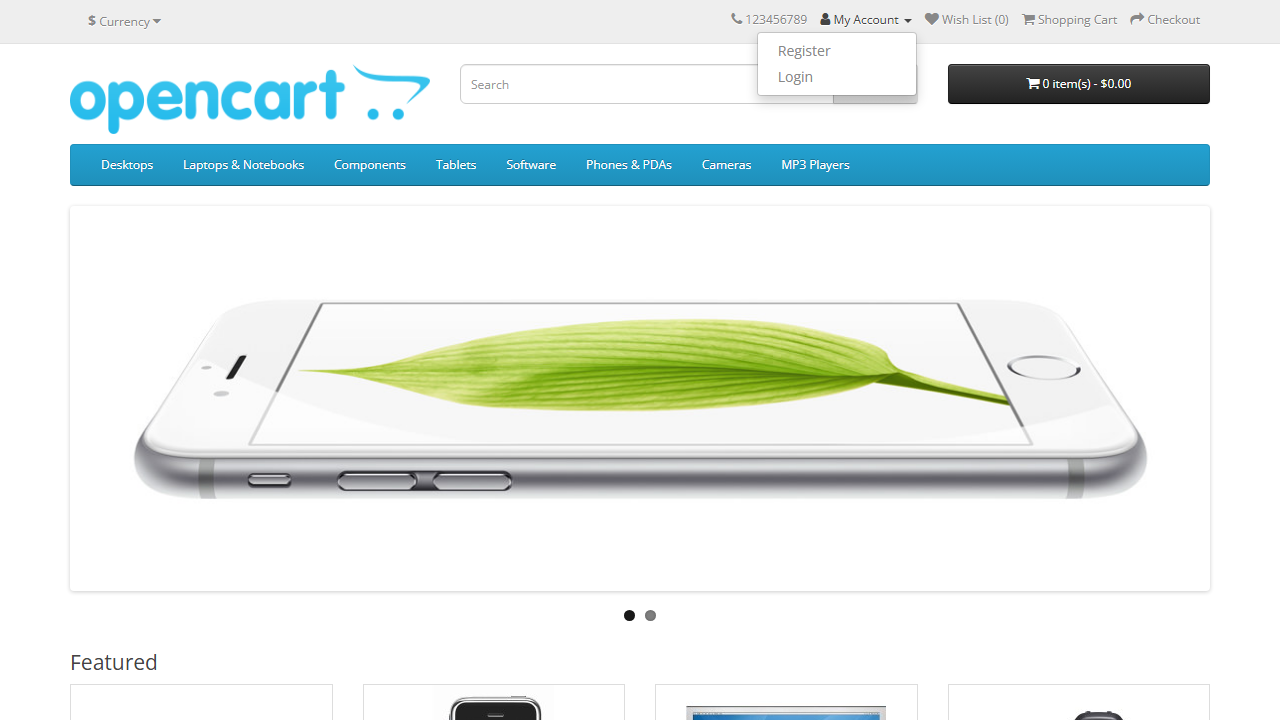 $ Currency
123456789 My Account Wish List (0) Shopping Cart Checkout
Register
Login
opencart
Search
0 item(s) - $0.00
Desktops Laptops & Notebooks Components Tablets Software Phones & PDAs Cameras MP3 Players
Featured